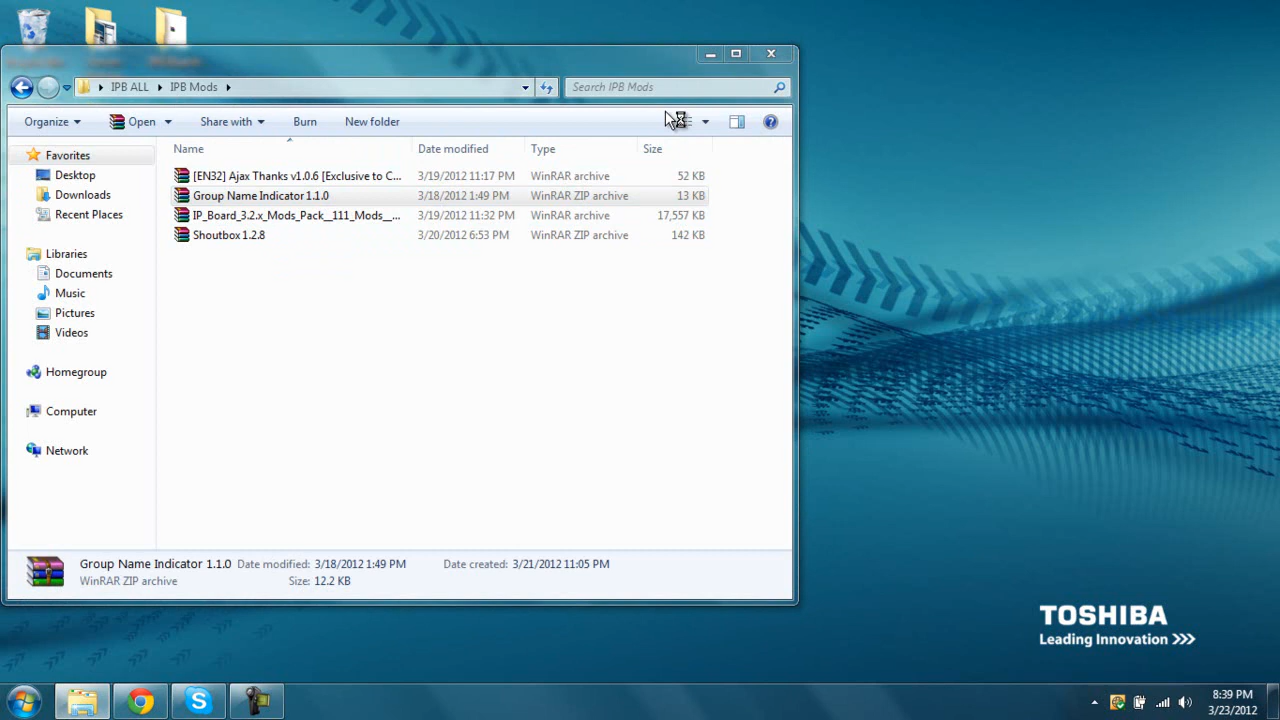 IPB ALL IPB Mods Search IPB Mods
Organize Open Share with Burn New folder
Name Date modified Type Size
Favorites
Desktop
Downloads
Recent Places
Libraries
Documents
Music
Pictures
Videos
Homegroup
Computer
Network
[EN32] Ajax Thanks v1.0.6 [Exclusive to C... 3/19/2012 11:17 PM WinRAR archive 52 KB
Group Name Indicator 1.1.0 3/18/2012 1:49 PM WinRAR ZIP archive 13 KB
IP_Board_3.2.x_Mods_Pack__111_Mods__... 3/19/2012 11:32 PM WinRAR archive 17,557 KB
Shoutbox 1.2.8 3/20/2012 6:53 PM WinRAR ZIP archive 142 KB
Group Name Indicator 1.1.0 Date modified: 3/18/2012 1:49 PM Date created: 3/21/2012 11:05 PM
WinRAR ZIP archive Size: 12.2 KB
TOSHIBA
Leading Innovation >>>
8:39 PM
3/23/2012